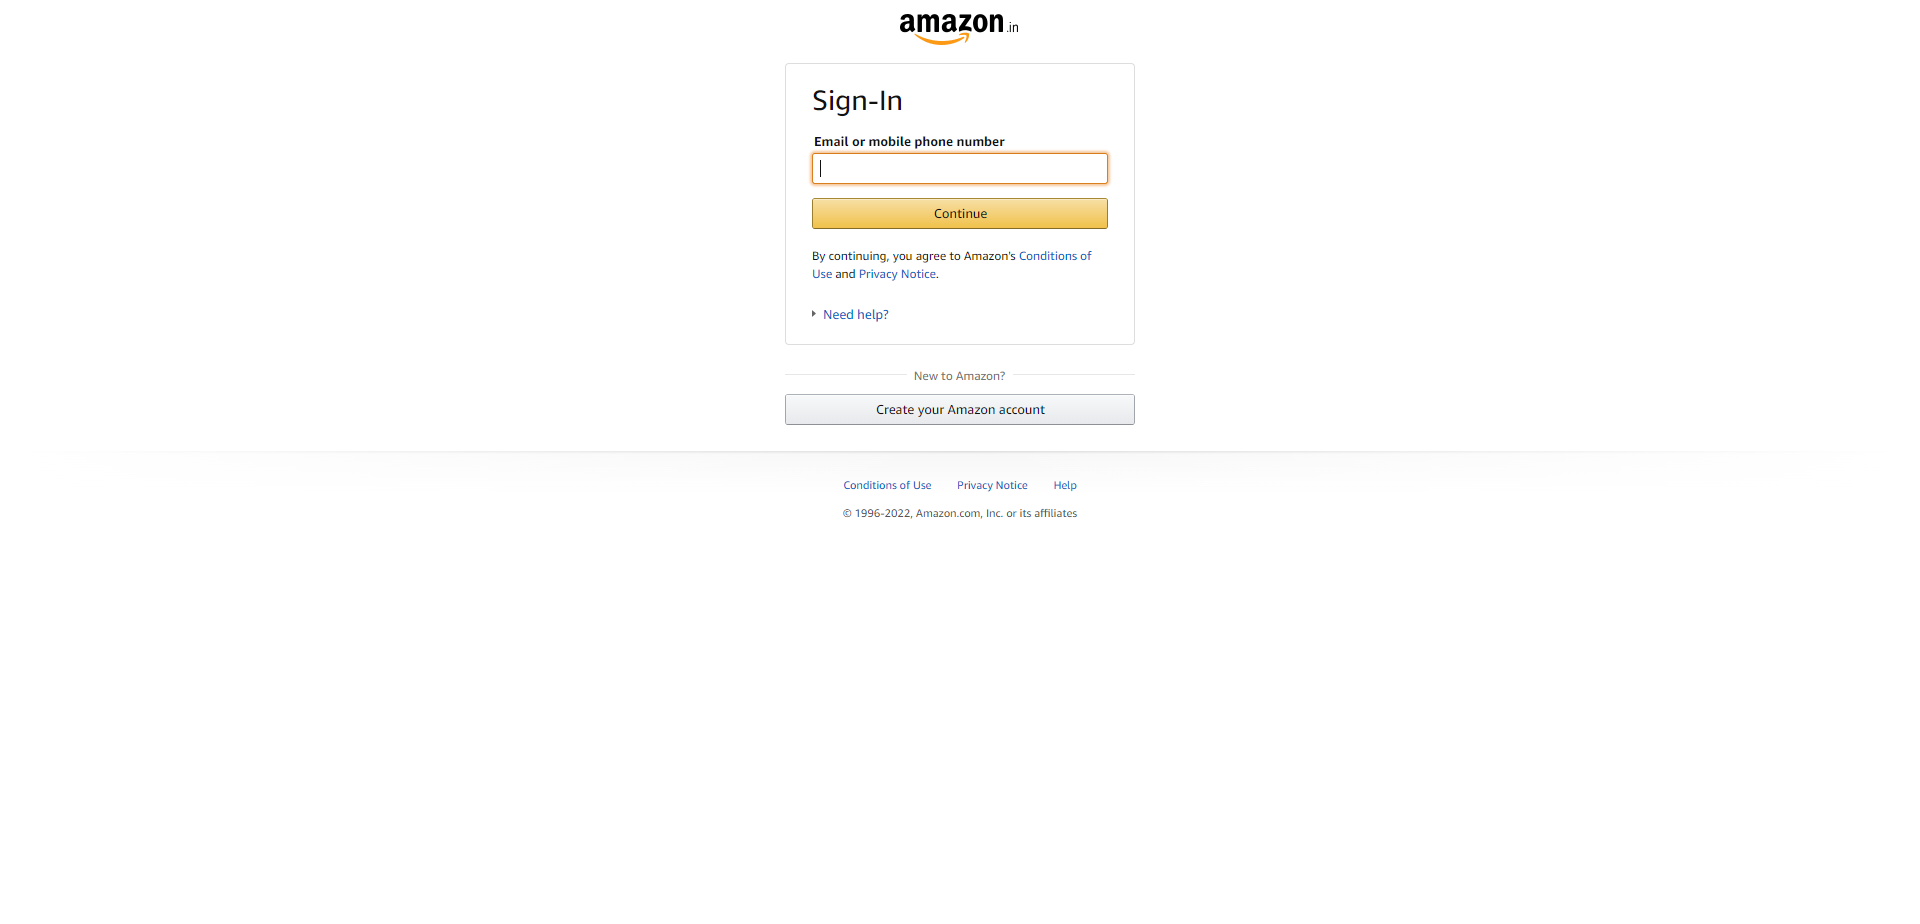 amazon.in
Sign-In
Email or mobile phone number
Continue
By continuing, you agree to Amazon's Conditions of
Use and Privacy Notice.
Need help?
New to Amazon?
Create your Amazon account
Conditions of Use Privacy Notice Help
© 1996-2022, Amazon.com, Inc. or its affiliates